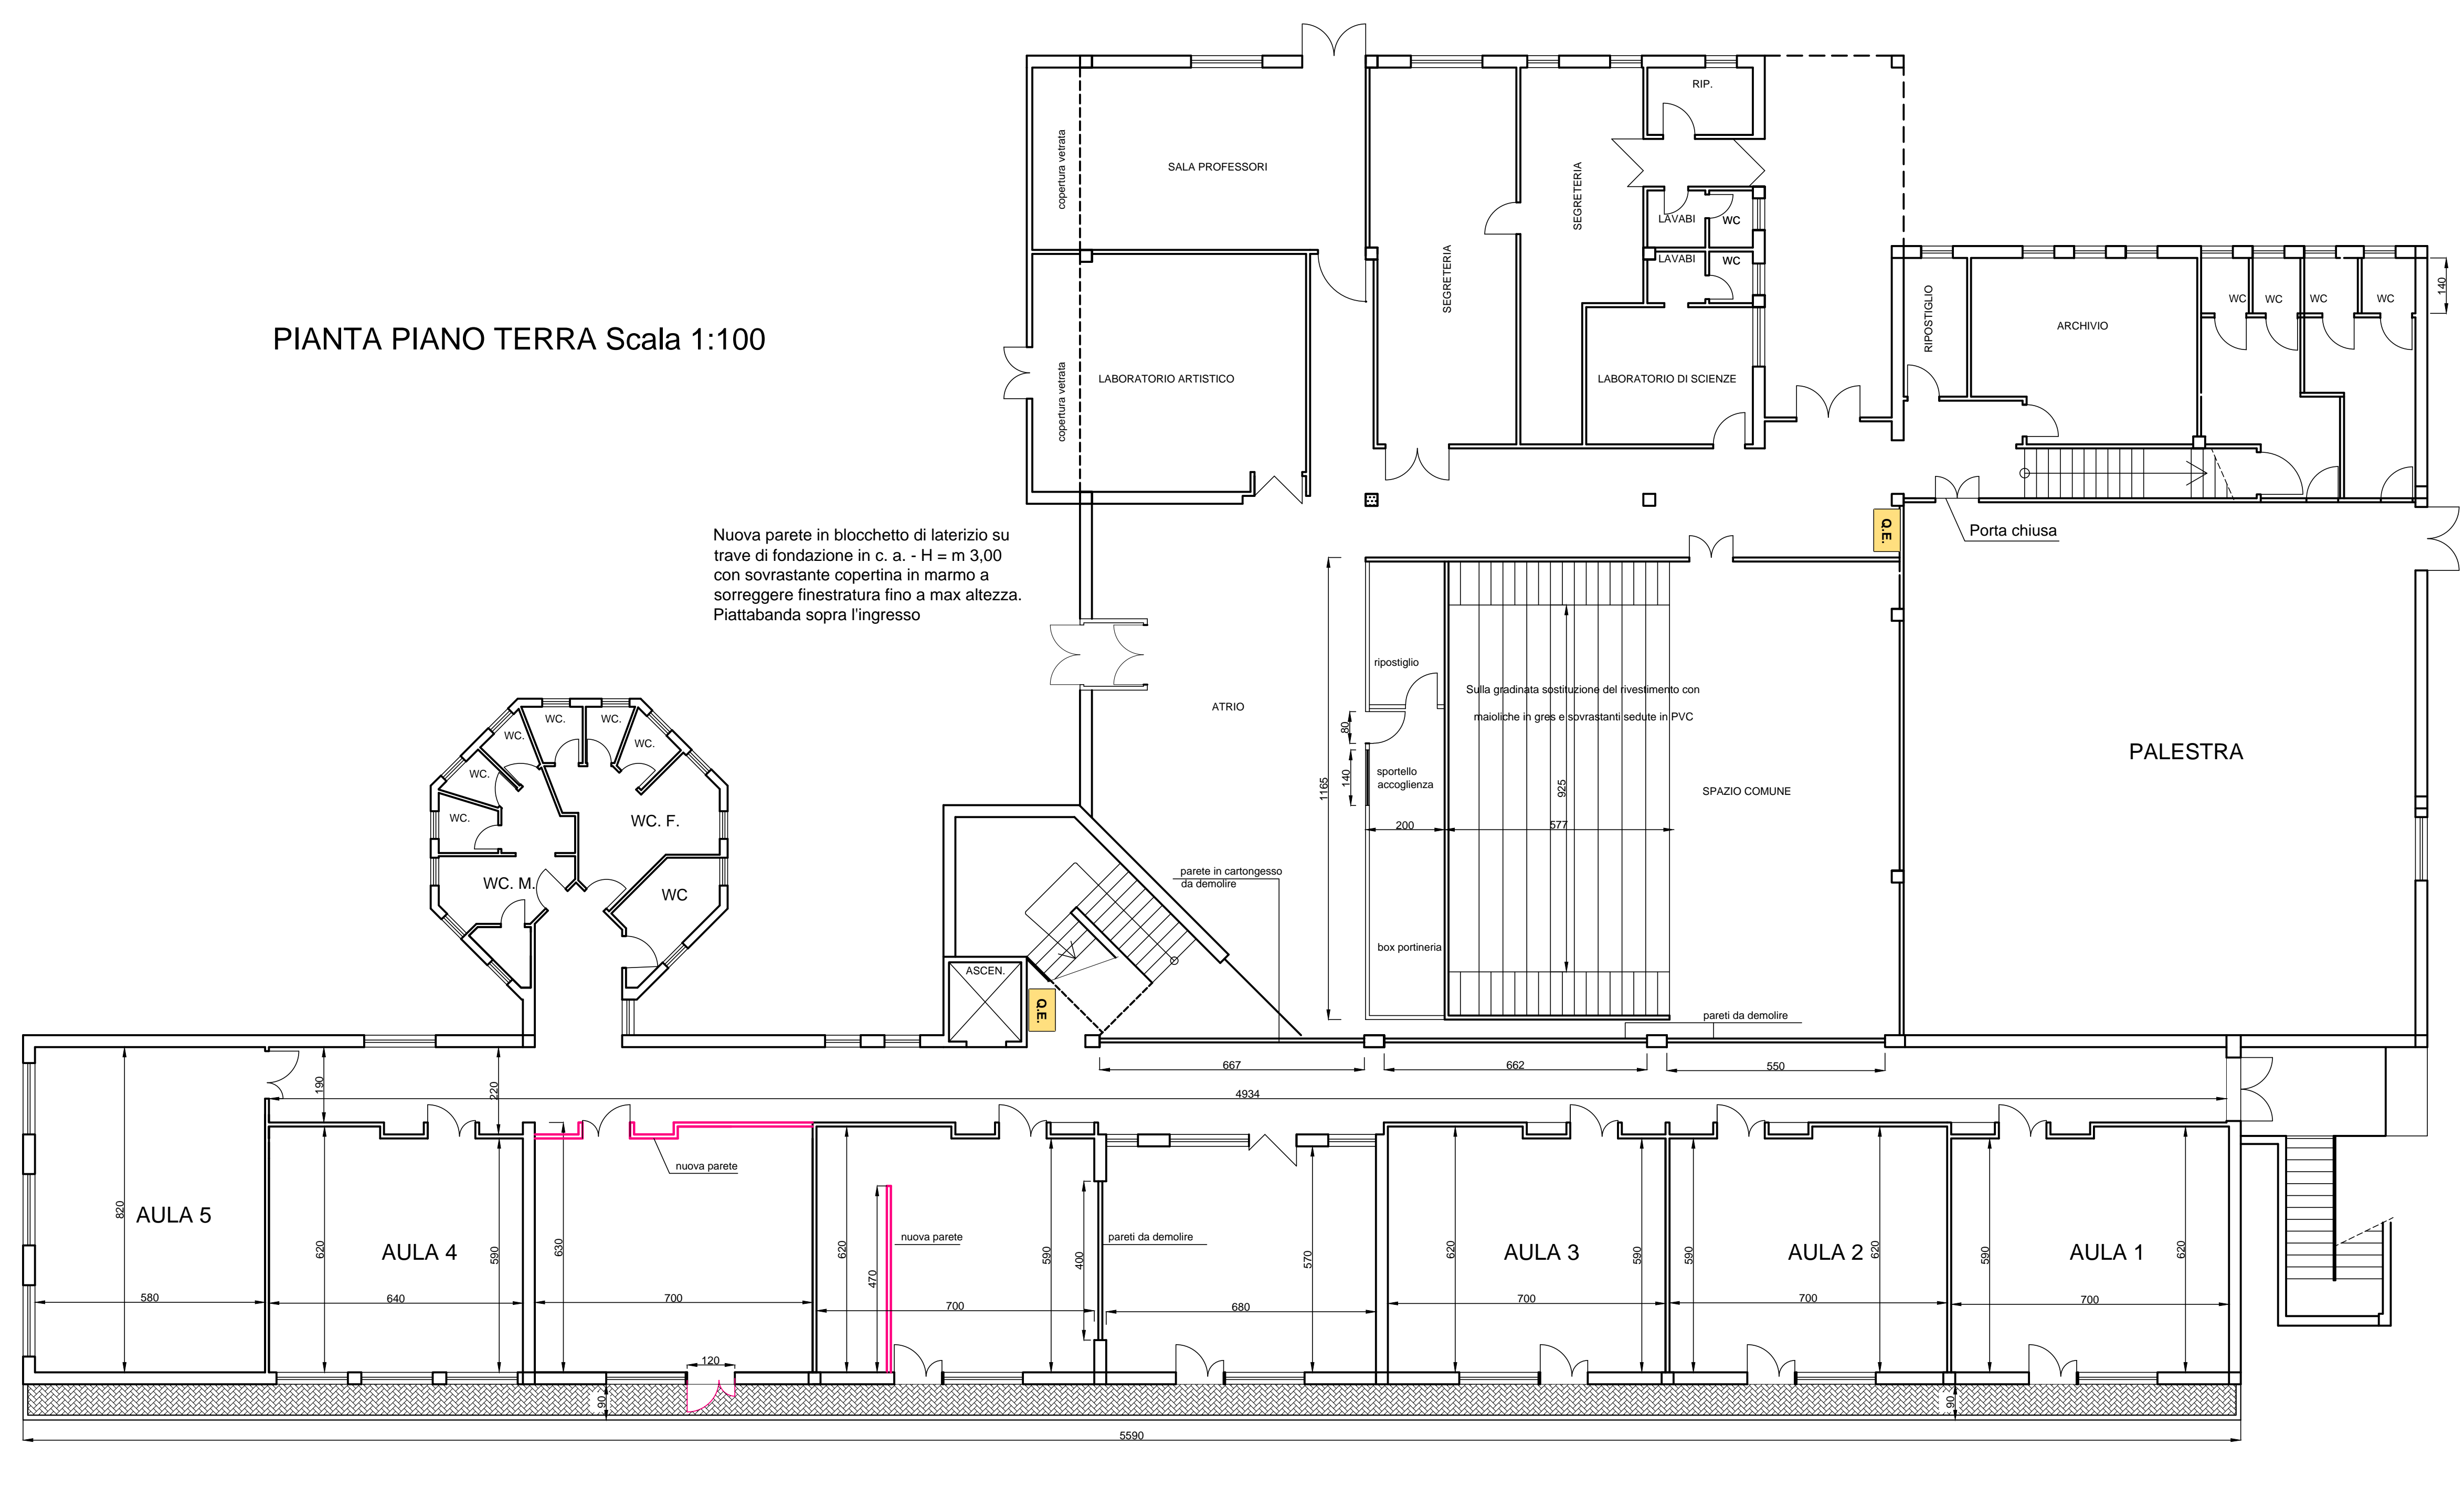 RIP.
copertura vetrata
SALA PROFESSORI
SEGRETERIA
SEGRETERIA
LAVABI
WC
LAVABI
WC
PIANTA PIANO TERRA Scala 1:100
copertura vetrata
LABORATORIO ARTISTICO
LABORATORIO DI SCIENZE
RIPOSTIGLIO
ARCHIVIO
WC
WC
WC
WC
140
Nuova parete in blocchetto di laterizio su
trave di fondazione in c. a. - H = m 3,00
con sovrastante copertina in marmo a
sorreggere finestratura fino a max altezza.
Piattabanda sopra l'ingresso
Q.E.
Porta chiusa
ripostiglio
Sulla gradinata sostituzione del rivestimento con
maioliche in gres e sovrastanti sedute in PVC
ATRIO
80
140
1165
sportello
accoglienza
925
SPAZIO COMUNE
PALESTRA
200
577
WC.
WC.
WC.
WC.
WC.
WC.
WC. F.
WC. M.
WC
parete in cartongesso
da demolire
box portineria
ASCEN.
Q.E.
pareti da demolire
667
662
550
190
220
4934
nuova parete
820
AULA 5
580
620
AULA 4
590
640
630
700
620
470
nuova parete
700
590
400
pareti da demolire
680
570
620
AULA 3
590
700
590
AULA 2
620
700
590
AULA 1
620
700
120
90
90
5590